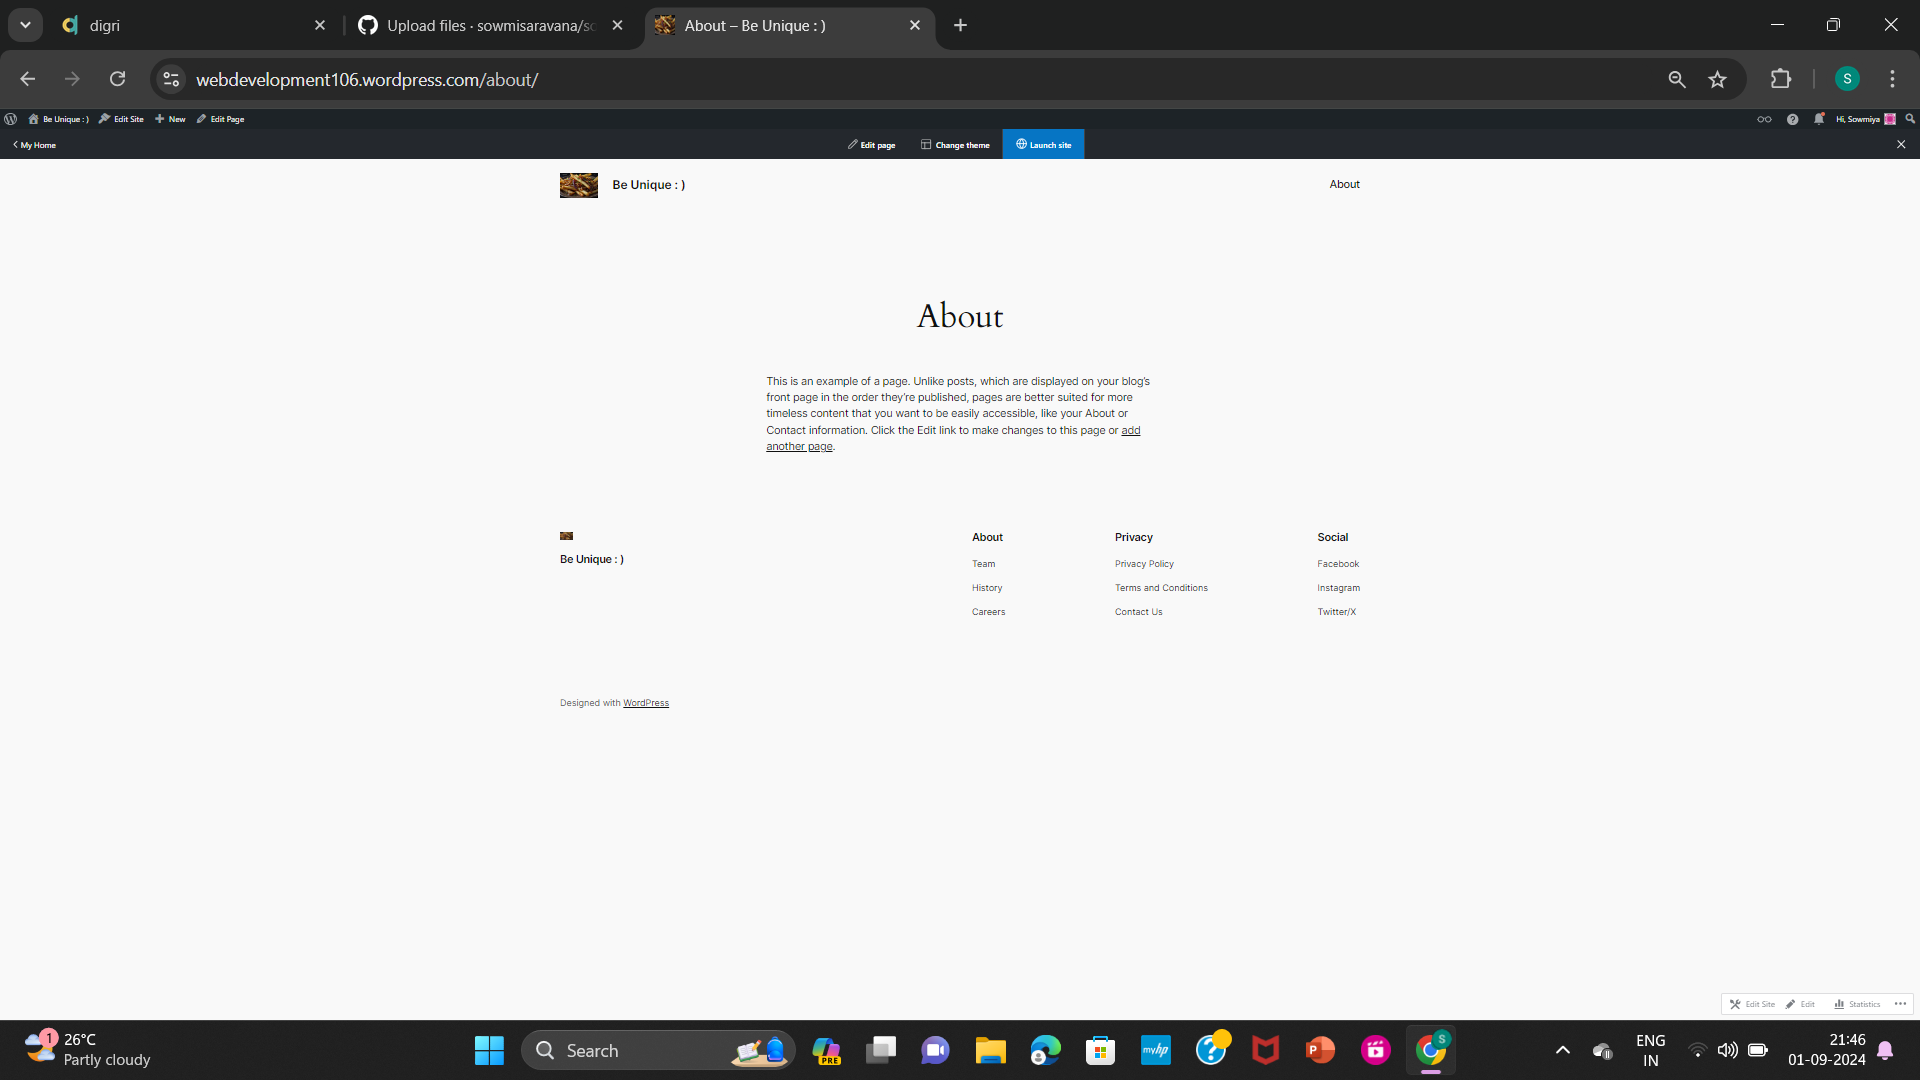 digri
Upload files · sowmisaravana/so
About – Be Unique : )
webdevelopment106.wordpress.com/about/
S
Be Unique : )
Edit Site
New
Edit Page
Hi, Sowmiya
My Home
Edit page
Change theme
Launch site
Be Unique : )
About
About
This is an example of a page. Unlike posts, which are displayed on your blog's
front page in the order they're published, pages are better suited for more
timeless content that you want to be easily accessible, like your About or
Contact information. Click the Edit link to make changes to this page or add
another page.
Be Unique : )
About
Team
History
Careers
Privacy
Privacy Policy
Terms and Conditions
Contact Us
Social
Facebook
Instagram
Twitter/X
Designed with WordPress
Edit Site
Edit
Statistics
1
26°C
Partly cloudy
Search
PRE
myhp
P
S
ENG
IN
21:46
01-09-2024